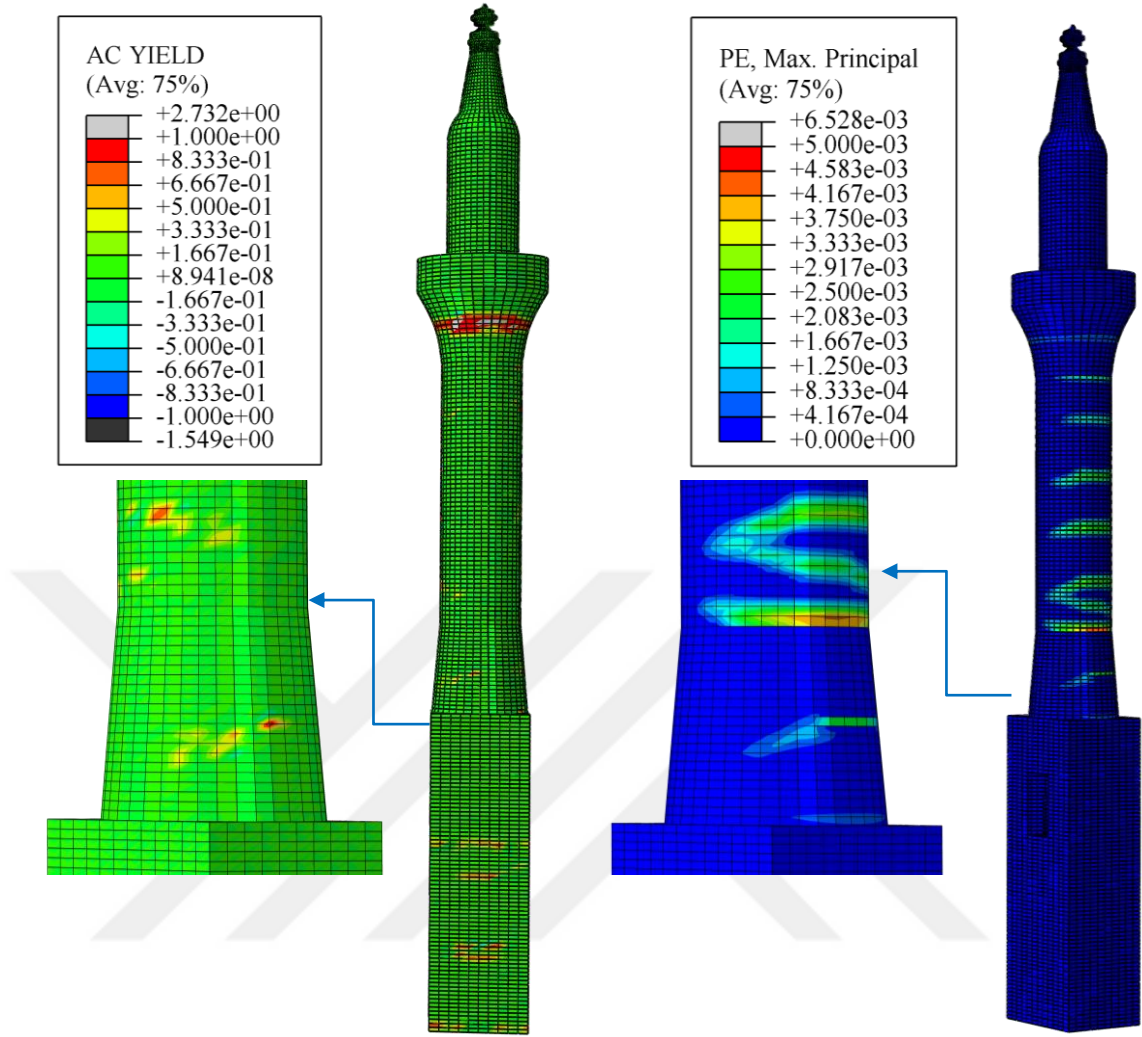 AC YIELD
(Avg: 75%)
+2.732e+00
+1.000e+00
+8.333e-01
+6.667e-01
+5.000e-01
+3.333e-01
+1.667e-01
+8.941e-08
-1.667e-01
-3.333e-01
-5.000e-01
-6.667e-01
-8.333e-01
-1.000e+00
-1.549e+00
PE, Max. Principal
(Avg: 75%)
+6.528e-03
+5.000e-03
+4.583e-03
+4.167e-03
+3.750e-03
+3.333e-03
+2.917e-03
+2.500e-03
+2.083e-03
+1.667e-03
+1.250e-03
+8.333e-04
+4.167e-04
+0.000e+00